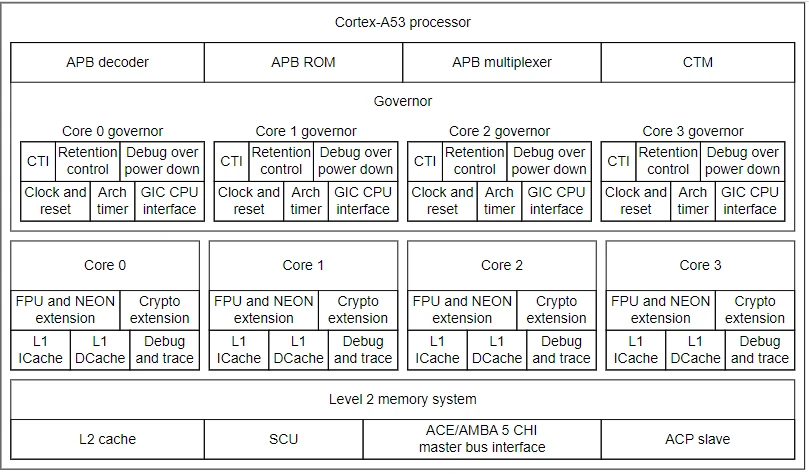 Cortex-A53 processor
APB decoder
APB ROM
APB multiplexer
CTM
Governor
Core 0 governor
CTI
Retention
control
Debug over
power down
Clock and
reset
Arch
timer
GIC CPU
interface
Core 1 governor
CTI
Retention
control
Debug over
power down
Clock and
reset
Arch
timer
GIC CPU
interface
Core 2 governor
CTI
Retention
control
Debug over
power down
Clock and
reset
Arch
timer
GIC CPU
interface
Core 3 governor
CTI
Retention
control
Debug over
power down
Clock and
reset
Arch
timer
GIC CPU
interface
Core 0
FPU and NEON
extension
Crypto
extension
L1
ICache
L1
DCache
Debug
and trace
Core 1
FPU and NEON
extension
Crypto
extension
L1
ICache
L1
DCache
Debug
and trace
Core 2
FPU and NEON
extension
Crypto
extension
L1
ICache
L1
DCache
Debug
and trace
Core 3
FPU and NEON
extension
Crypto
extension
L1
ICache
L1
DCache
Debug
and trace
Level 2 memory system
L2 cache
SCU
ACE/AMBA 5 CHI
master bus interface
ACP slave